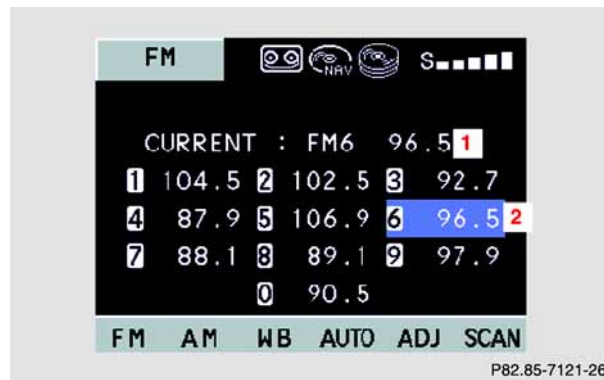 FM NAV S
CURRENT : FM6 96.5 1
1 104.5 2 102.5 3 92.7
4 87.9 5 106.9 6 96.5 2
7 88.1 8 89.1 9 97.9
0 90.5
FM AM WB AUTO ADJ SCAN
P82.85-7121-26